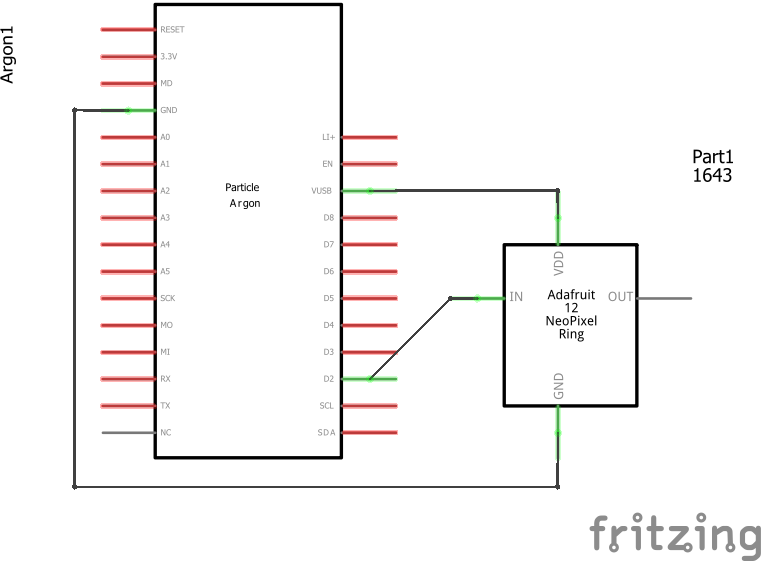 Argon1
RESET
3.3V
MD
GND
A0
A1
A2
A3
A4
A5
SCK
MO
MI
RX
TX
NC
Particle
Argon
LI+
EN
VUSB
D8
D7
D6
D5
D4
D3
D2
SCL
SDA
Part1
1643
VDD
IN
Adafruit
12
NeoPixel
Ring
OUT
GND
fritzing